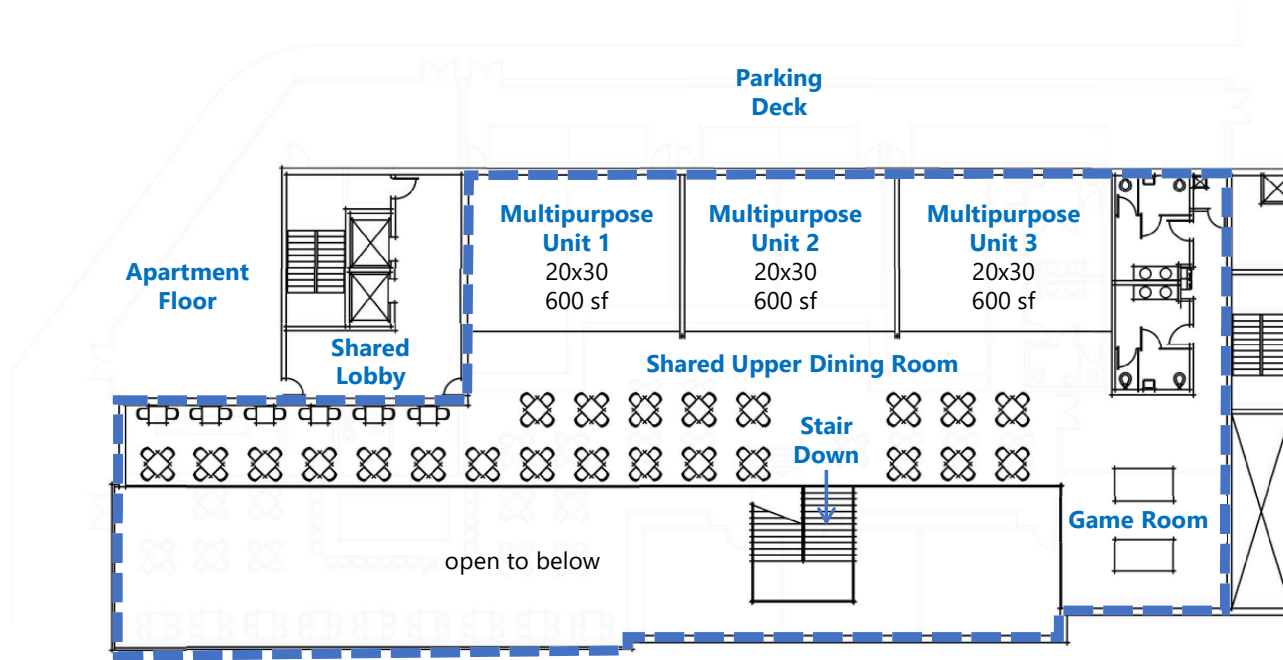 Parking
Deck
Multipurpose
Unit 1
20x30
600 sf
Multipurpose
Unit 2
20x30
600 sf
Multipurpose
Unit 3
20x30
600 sf
Apartment
Floor
Shared
Lobby
Shared Upper Dining Room
Stair
Down
Game Room
open to below